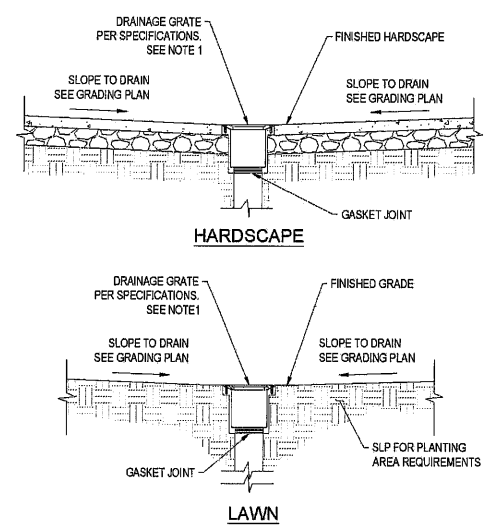 DRAINAGE GRATE
PER SPECIFICATIONS.
SEE NOTE 1
FINISHED HARDSCAPE
SLOPE TO DRAIN
SEE GRADING PLAN
SLOPE TO DRAIN
SEE GRADING PLAN
GASKET JOINT
HARDSCAPE
DRAINAGE GRATE
PER SPECIFICATIONS.
SEE NOTE1
FINISHED GRADE
SLOPE TO DRAIN
SEE GRADING PLAN
SLOPE TO DRAIN
SEE GRADING PLAN
SLP FOR PLANTING
AREA REQUIREMENTS
GASKET JOINT
LAWN